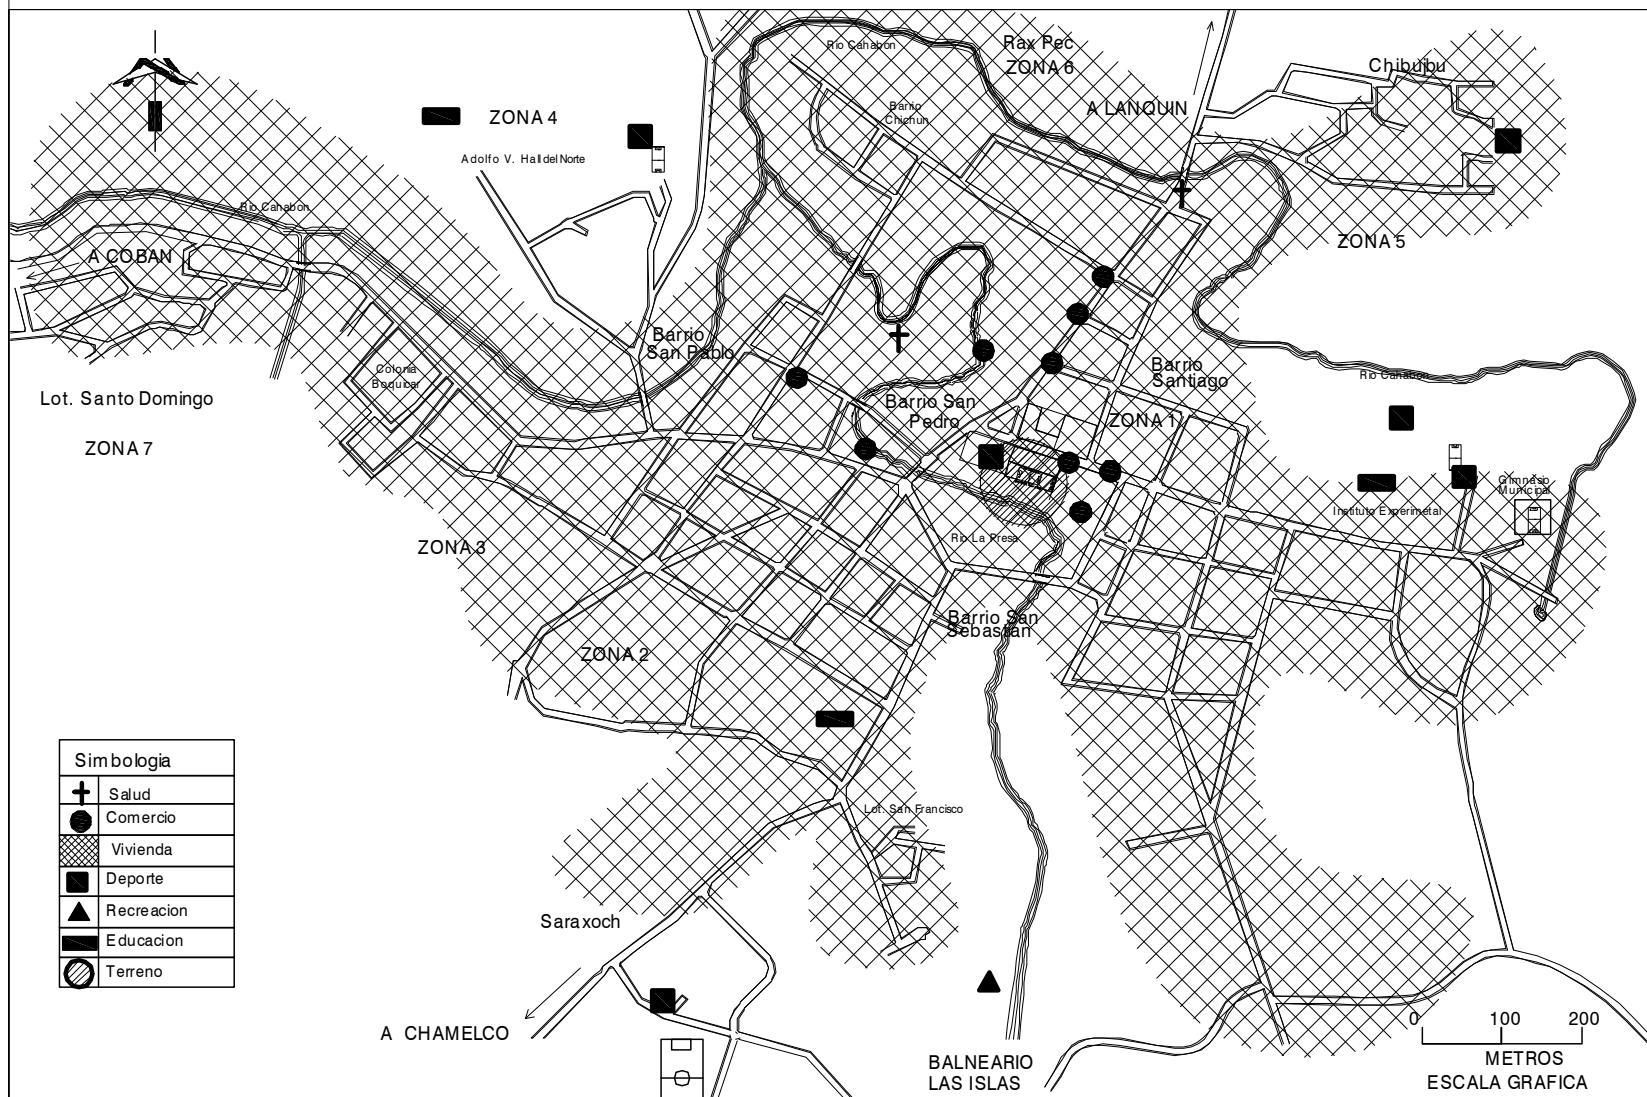 Rio Cahabon
Rax Pec
ZONA 6
Chibujbu
A LANQUIN
Barrio
Chichun
ZONA 4
Adolfo V. Hall del Norte
Rio Cahabon
A COBAN
ZONA 5
Barrio
San Pablo
Colonia
Boquicar
Lot. Santo Domingo
ZONA 7
Barrio
Santiago
Rio Cahabon
Barrio San
Pedro
ZONA 1
Gimnasio
Municipal
Instituto Experimetal
ZONA 3
Rio La Presa
Barrio San
Sebastian
ZONA 2
Simbologia
Salud
Comercio
Vivienda
Deporte
Recreacion
Educacion
Terreno
Lot. San Francisco
Saraxoch
A CHAMELCO
BALNEARIO
LAS ISLAS
0 100 200
METROS
ESCALA GRAFICA